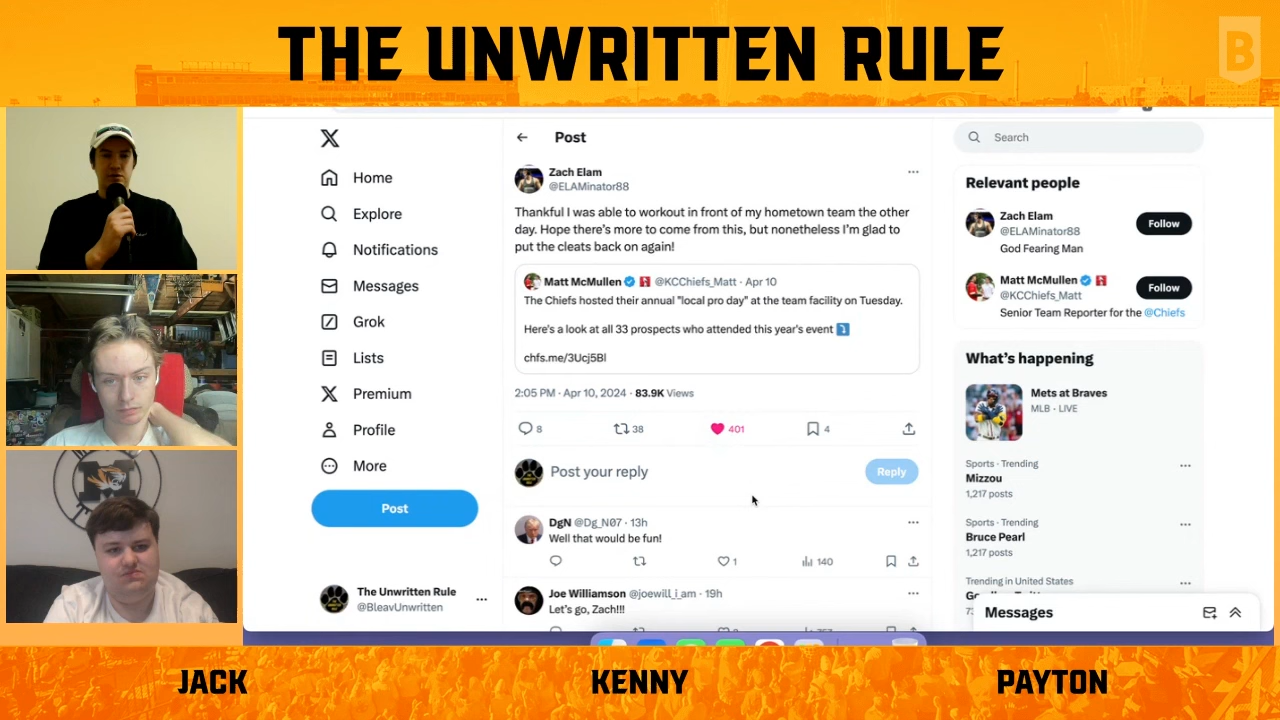 THE UNWRITTEN RULE
B
Post
Search
Home
Explore
Notifications
Messages
Grok
Lists
Premium
Profile
More
Post
The Unwritten Rule
@BleavUnwritten
Zach Elam
@ELAMinator88
Thankful I was able to workout in front of my hometown team the other
day. Hope there's more to come from this, but nonetheless I'm glad to
put the cleats back on again!
Matt McMullen @KCChiefs_Matt · Apr 10
The Chiefs hosted their annual "local pro day" at the team facility on Tuesday.
Here's a look at all 33 prospects who attended this year's event
chfs.me/3Ucj5Bl
2:05 PM · Apr 10, 2024 · 83.9K Views
8 38 401 4
Post your reply
Reply
DgN @Dg_N07 · 13h
Well that would be fun!
1 140
Joe Williamson @joewill_i_am · 19h
Let's go, Zach!!!
Relevant people
Zach Elam
@ELAMinator88
Follow
God Fearing Man
Matt McMullen
@KCChiefs_Matt
Follow
Senior Team Reporter for the @Chiefs
What's happening
Mets at Braves
MLB · LIVE
Sports · Trending
Mizzou
1,217 posts
Sports · Trending
Bruce Pearl
1,217 posts
Trending in United States
Messages
JACK
KENNY
PAYTON